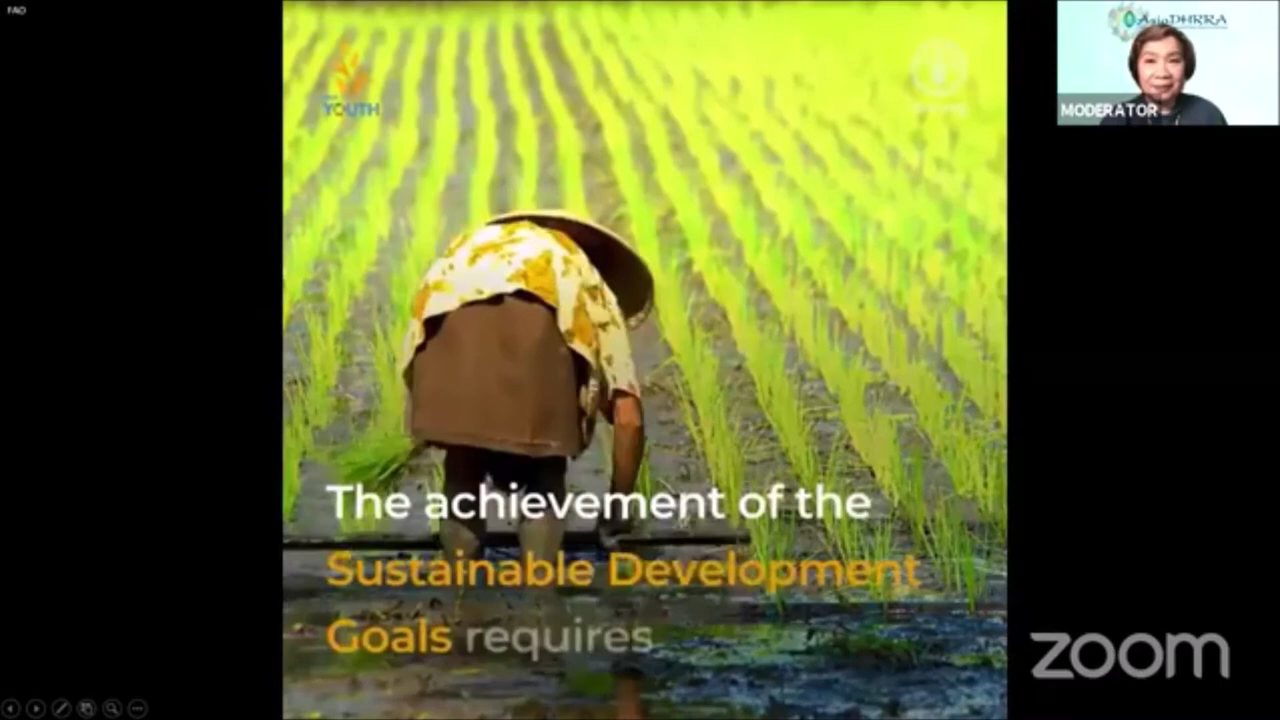 FAO
AsiaDHRRA
MODERATOR
YOUTH
The achievement of the
Sustainable Development
Goals requires
zoom